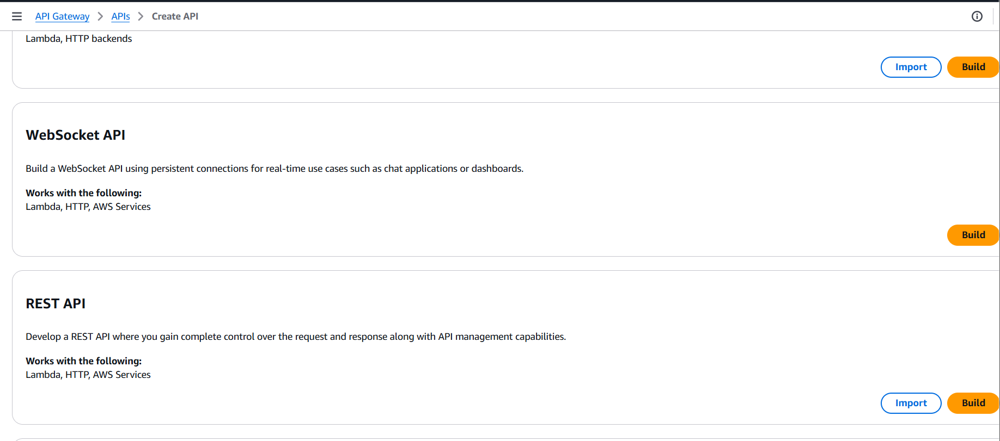 API Gateway > APIs > Create API
Lambda, HTTP backends
Import Build
WebSocket API
Build a WebSocket API using persistent connections for real-time use cases such as chat applications or dashboards.
Works with the following:
Lambda, HTTP, AWS Services
Build
REST API
Develop a REST API where you gain complete control over the request and response along with API management capabilities.
Works with the following:
Lambda, HTTP, AWS Services
Import Build